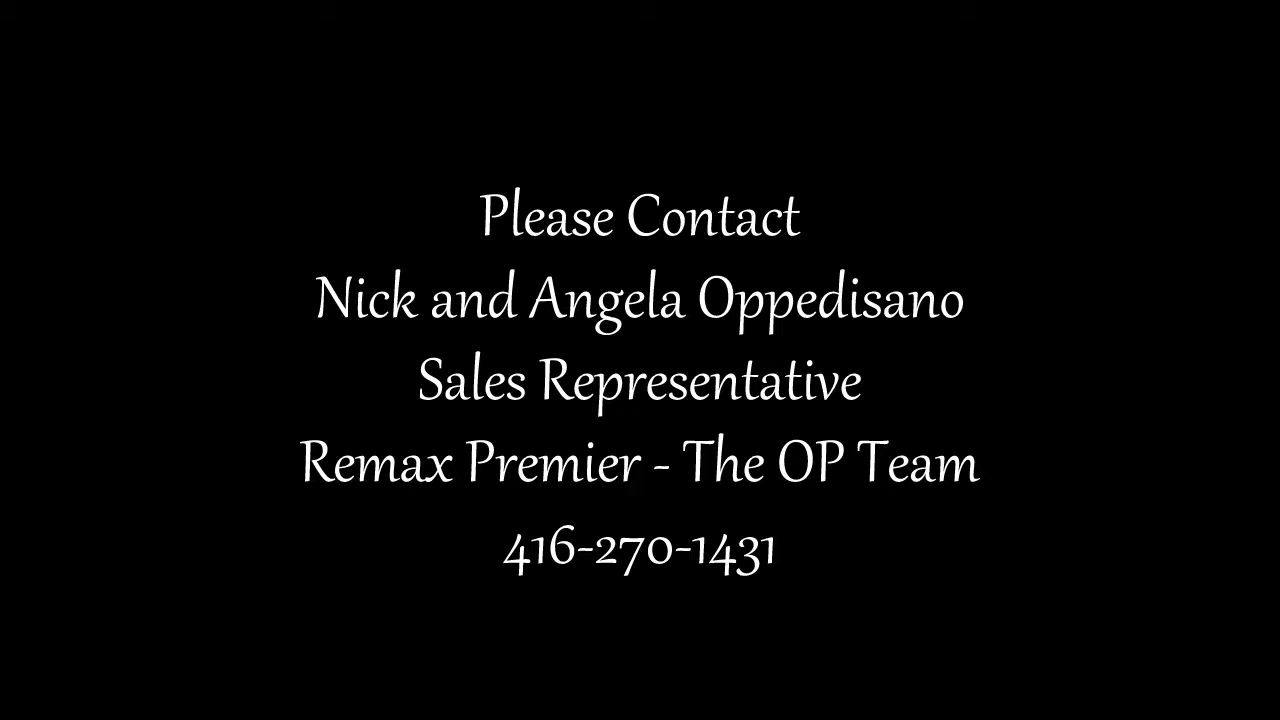 Please Contact
Nick and Angela Oppedisano
Sales Representative
Remax Premier - The OP Team
416-270-1431